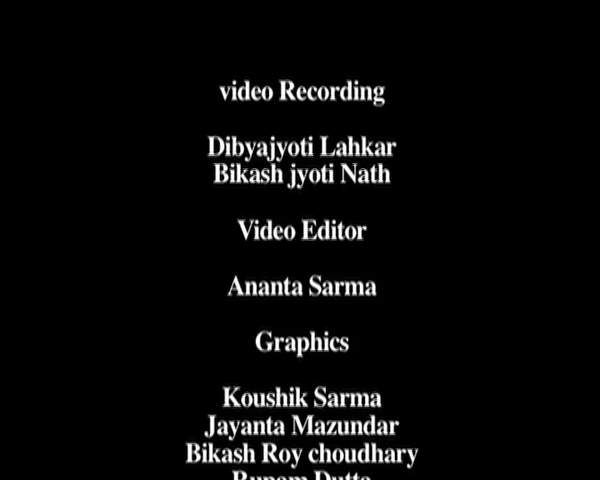 video Recording
Dibyajyoti Lahkar
Bikash jyoti Nath
Video Editor
Ananta Sarma
Graphics
Koushik Sarma
Jayanta Mazundar
Bikash Roy choudhary